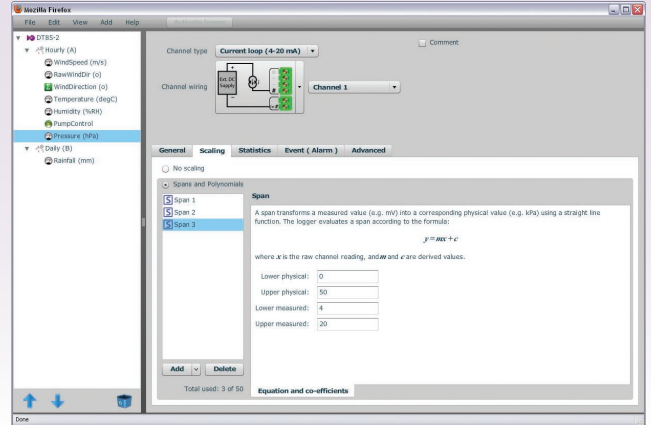 Mozilla Firefox
File Edit View Add Help
DT85-2
Hourly (A)
WindSpeed (m/s)
RawWindDir (o)
WindDirection (o)
Temperature (degC)
Humidity (%RH)
PumpControl
Pressure (hPa)
Daily (B)
Rainfall (mm)
Channel type Current loop (4-20 mA) Comment
Channel wiring Ext. DC Supply + − # -# Channel 1
General Scaling Statistics Event ( Alarm ) Advanced
No scaling
Spans and Polynomials
Span 1
Span 2
Span 3
Add Delete
Total used: 3 of 50
Span
A span transforms a measured value (e.g. mV) into a corresponding physical value (e.g. kPa) using a straight line
function. The logger evaluates a span according to the formula:
y=mx+c
where x is the raw channel reading, andm and c are derived values.
Lower physical: 0
Upper physical: 50
Lower measured: 4
Upper measured: 20
Equation and co-efficients
Done